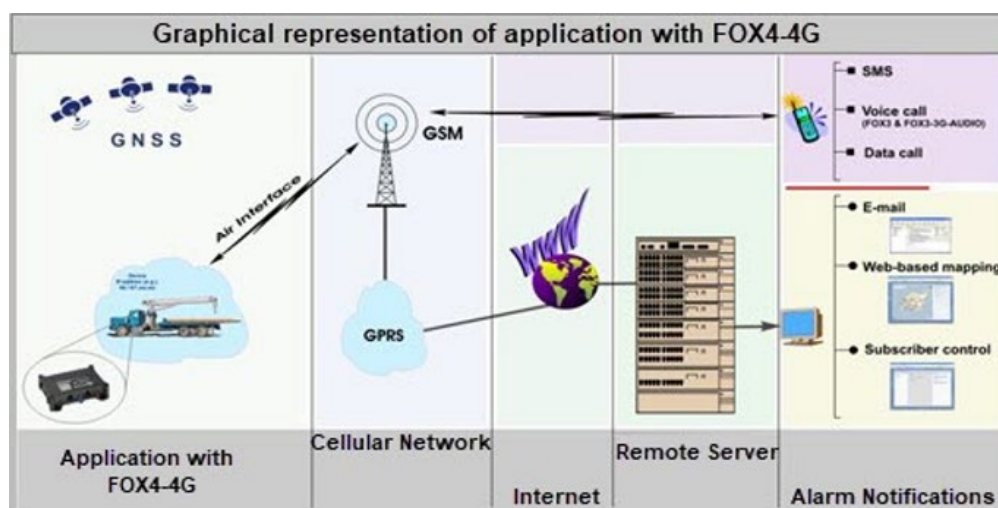 Graphical representation of application with FOX4-4G
GNSS
Air Interface
GSM
GPRS
WWW
SMS
Voice call
(FOX3 & FOX3-3G-AUDIO)
Data call
E-mail
Web-based mapping
Subscriber control
Application with
FOX4-4G
Cellular Network
Internet
Remote Server
Alarm Notifications